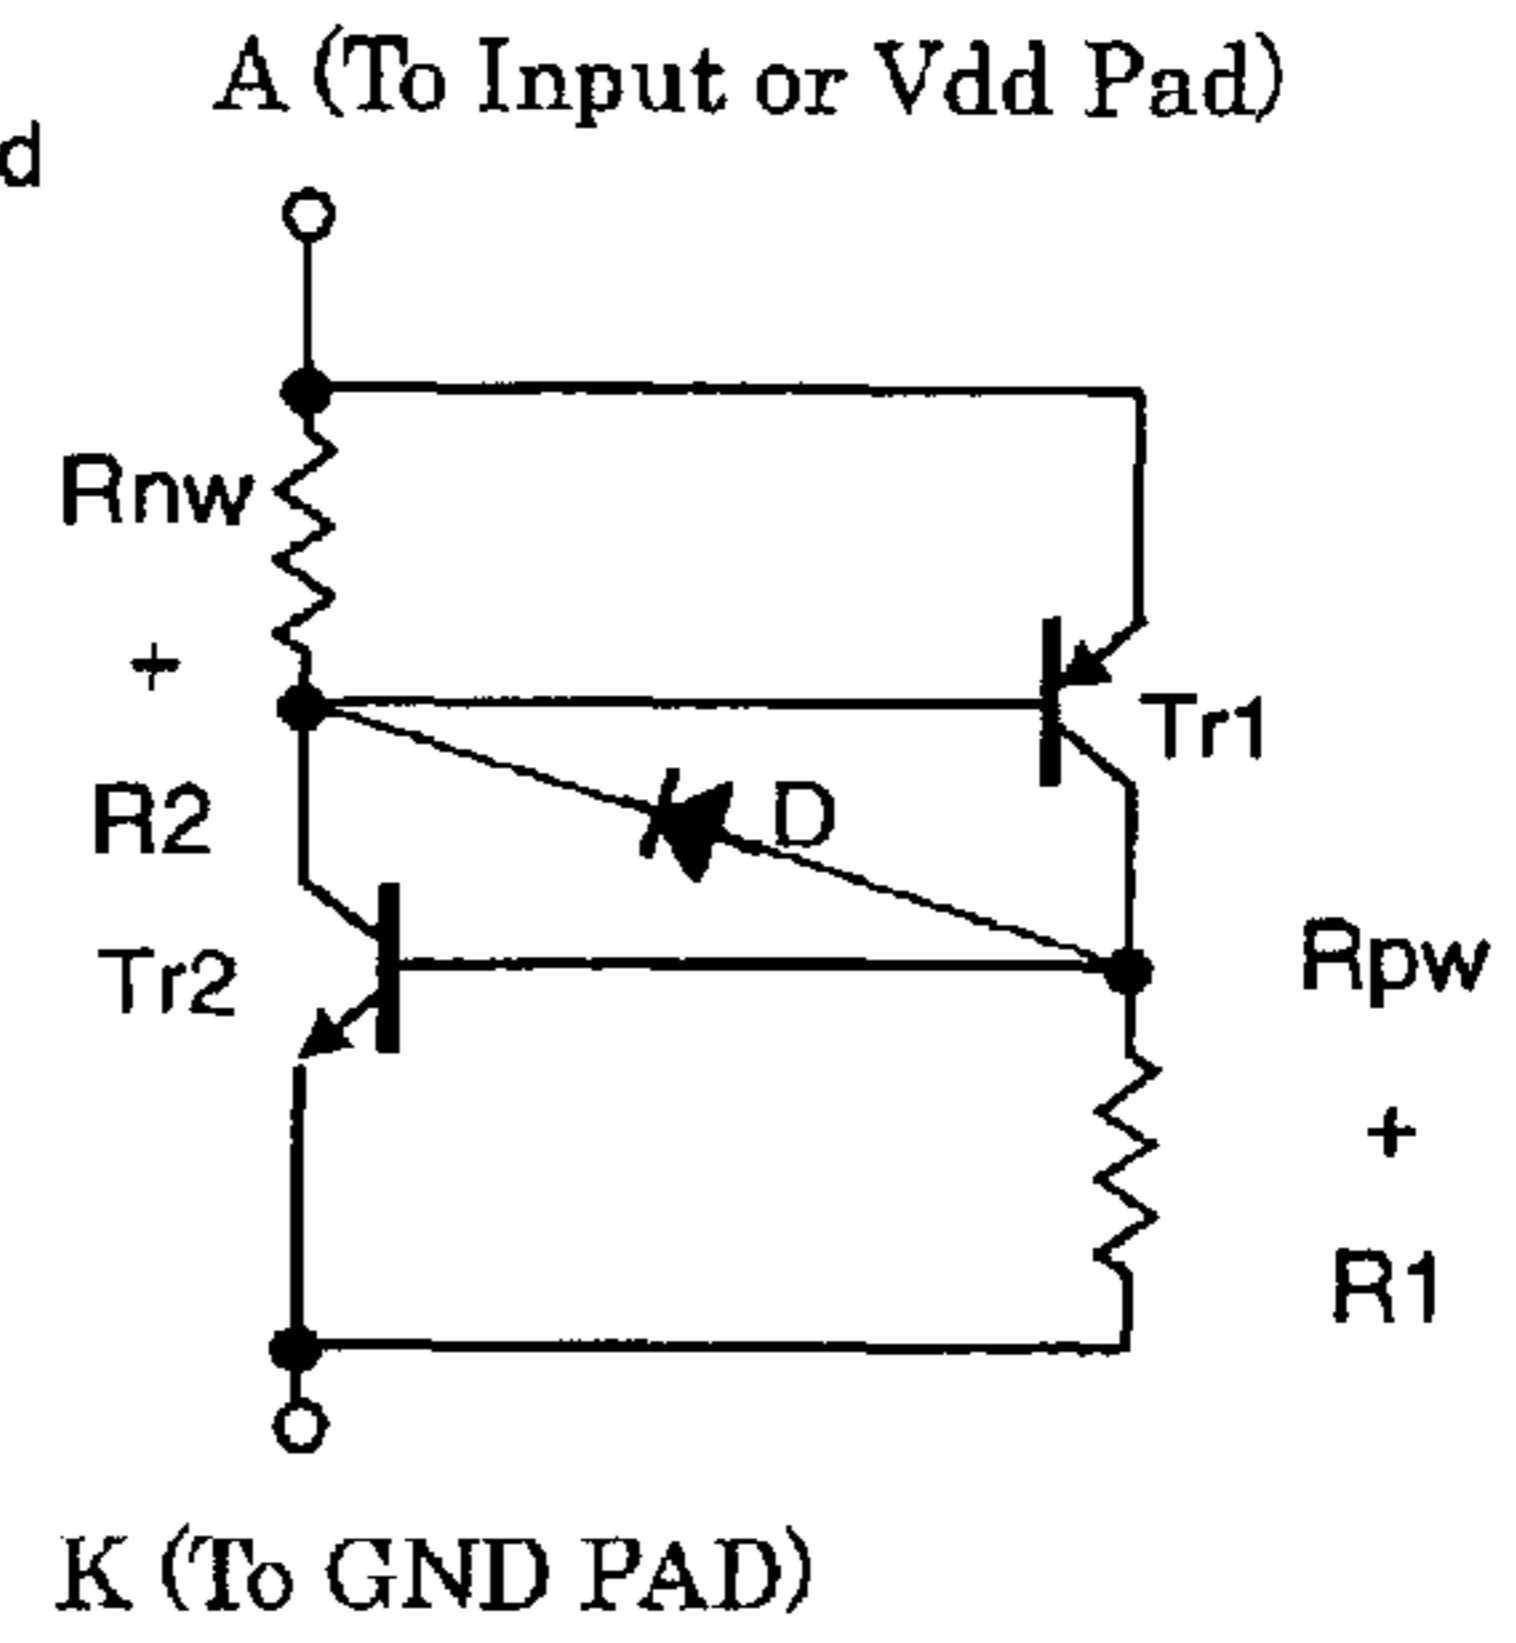 A (To Input or Vdd Pad)
d
Rnw
+
R2
Tr1
D
Tr2
Rpw
+
R1
K (To GND PAD)